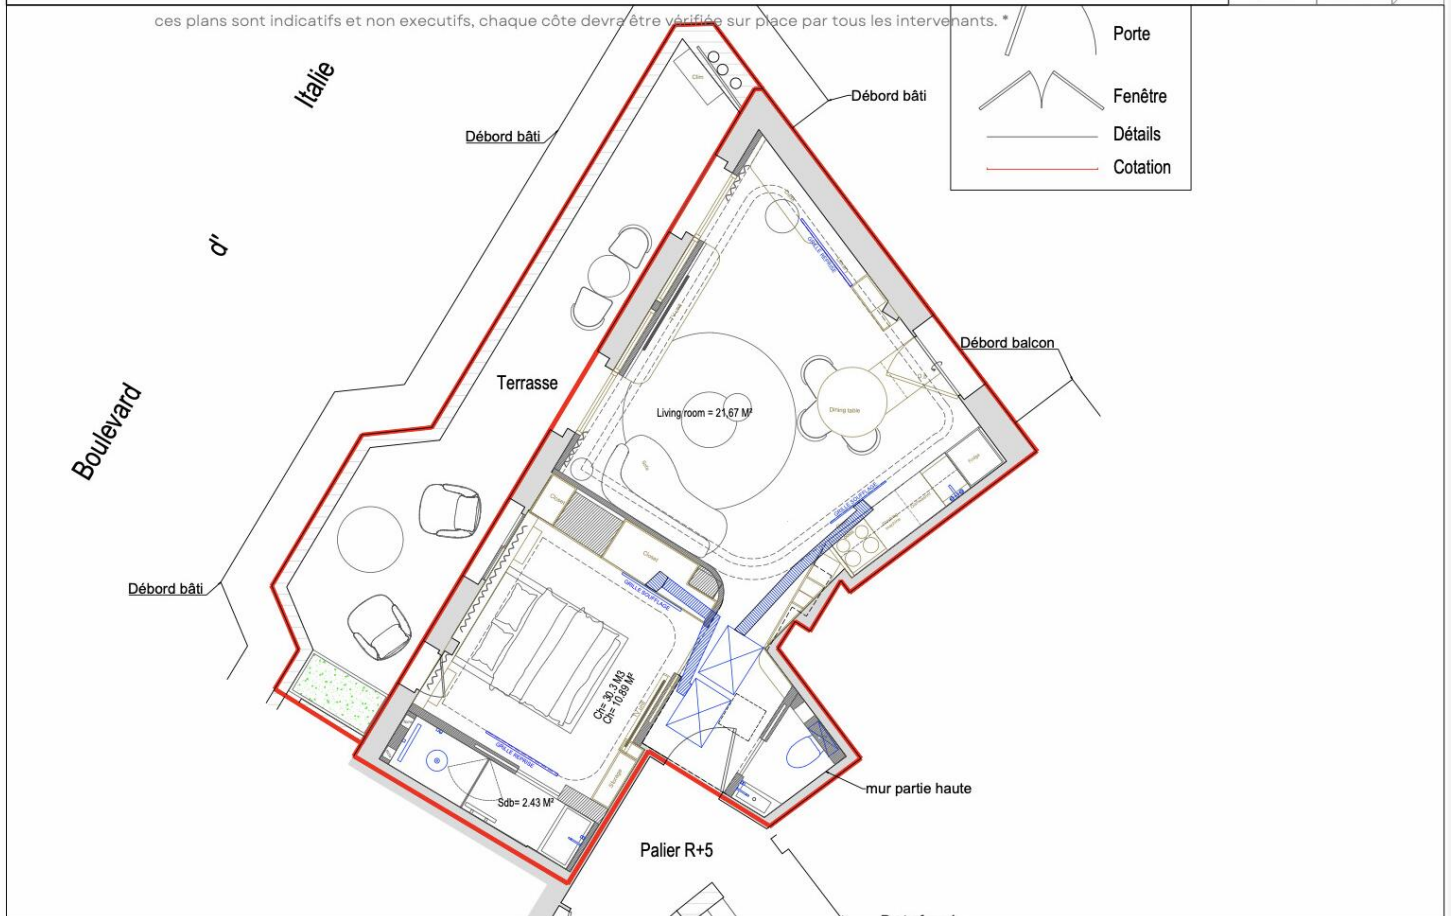 ces plans sont indicatifs et non executifs, chaque côte devra être vérifiée sur place par tous les intervenants. *
Porte
Fenêtre
Détails
Cotation
Italie
d'
Boulevard
Débord bâti
Débord bâti
Clim
GRILLE REPRISE
Débord balcon
Terrasse
Living room = 21,67 M²
Dining table
Sofa
Fridge
GRILLE SOUFFLAGE
Closet
Closet
GRILLE SOUFFLAGE
Débord bâti
Ch= 30.3 M3
Ch= 10.89 M²
GRILLE REPRISE
Storage
Sdb= 2.43 M²
mur partie haute
Palier R+5